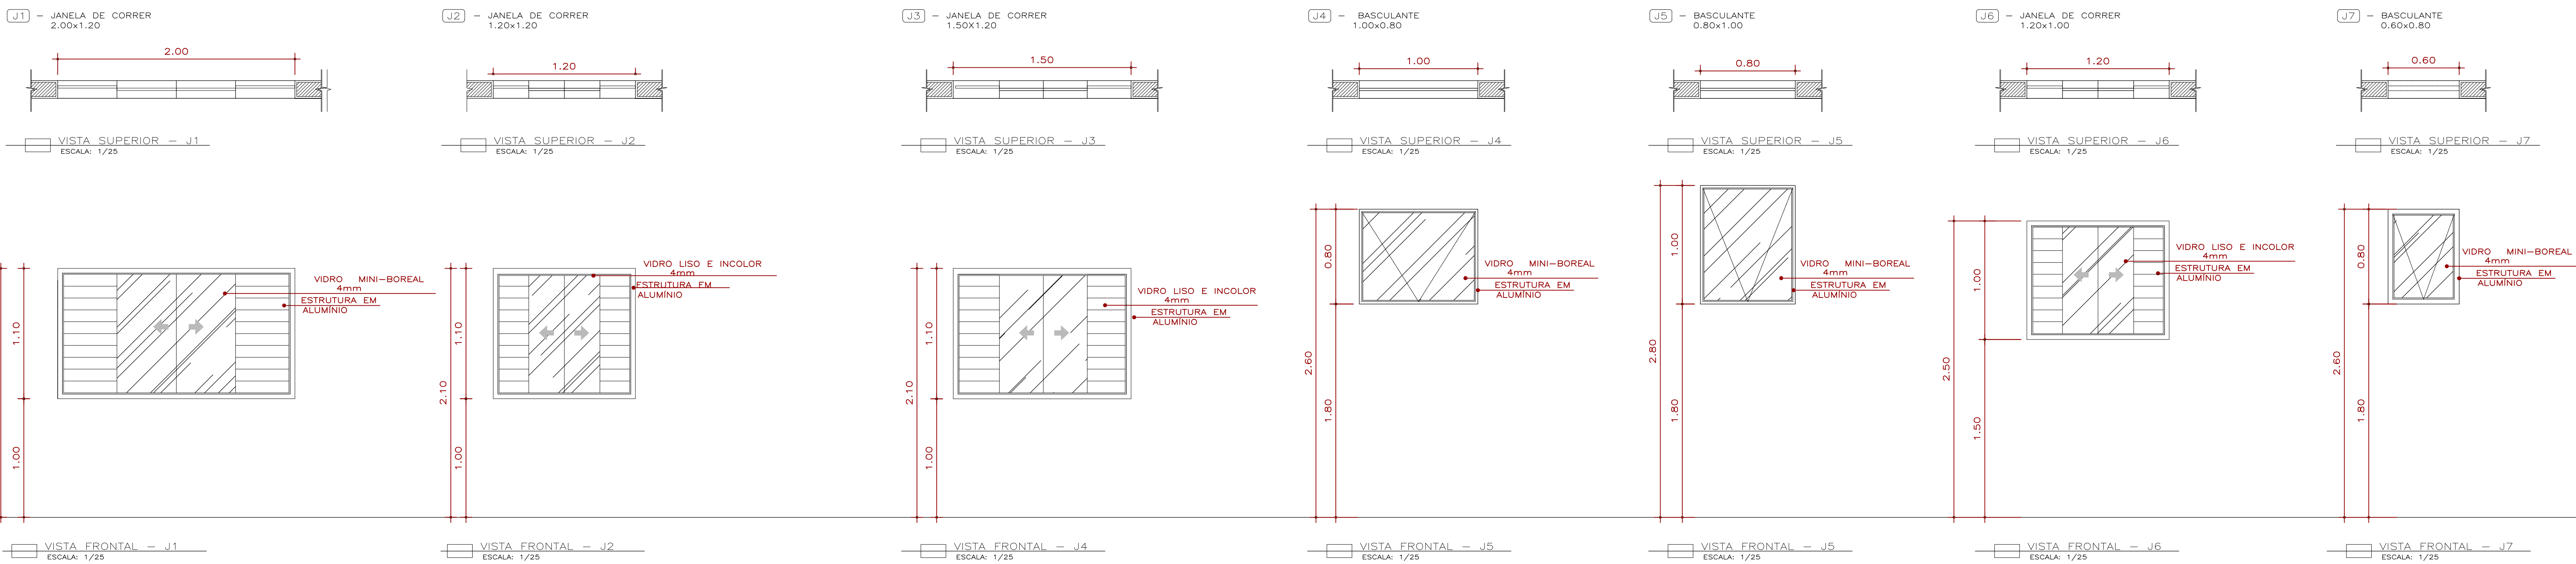 J1 - JANELA DE CORRER
2.00x1.20
2.00
VISTA SUPERIOR - J1
ESCALA: 1/25
VIDRO MINI-BOREAL
4mm
ESTRUTURA EM
ALUMÍNIO
1.10
1.00
VISTA FRONTAL - J1
ESCALA: 1/25
J2 - JANELA DE CORRER
1.20x1.20
1.20
VISTA SUPERIOR - J2
ESCALA: 1/25
VIDRO LISO E INCOLOR
4mm
ESTRUTURA EM
ALUMÍNIO
1.10
2.10
1.00
VISTA FRONTAL - J2
ESCALA: 1/25
J3 - JANELA DE CORRER
1.50X1.20
1.50
VISTA SUPERIOR - J3
ESCALA: 1/25
VIDRO LISO E INCOLOR
4mm
ESTRUTURA EM
ALUMÍNIO
1.10
2.10
1.00
VISTA FRONTAL - J4
ESCALA: 1/25
J4 - BASCULANTE
1.00x0.80
1.00
VISTA SUPERIOR - J4
ESCALA: 1/25
0.80
VIDRO MINI-BOREAL
4mm
ESTRUTURA EM
ALUMÍNIO
2.60
1.80
VISTA FRONTAL - J5
ESCALA: 1/25
J5 - BASCULANTE
0.80x1.00
0.80
VISTA SUPERIOR - J5
ESCALA: 1/25
1.00
VIDRO MINI-BOREAL
4mm
ESTRUTURA EM
ALUMÍNIO
2.80
1.80
VISTA FRONTAL - J5
ESCALA: 1/25
J6 - JANELA DE CORRER
1.20x1.00
1.20
VISTA SUPERIOR - J6
ESCALA: 1/25
VIDRO LISO E INCOLOR
4mm
ESTRUTURA EM
ALUMÍNIO
1.00
2.50
1.50
VISTA FRONTAL - J6
ESCALA: 1/25
J7 - BASCULANTE
0.60x0.80
0.60
VISTA SUPERIOR - J7
ESCALA: 1/25
0.80
VIDRO MINI-BOREAL
4mm
ESTRUTURA EM
ALUMÍNIO
2.60
1.80
VISTA FRONTAL - J7
ESCALA: 1/25